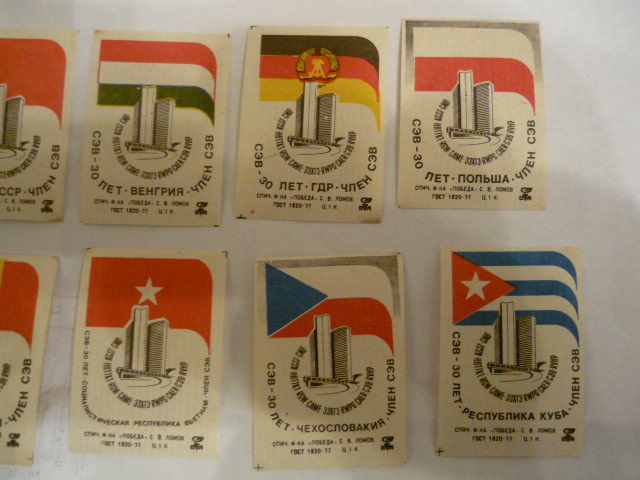 ССР·ЧЛЕН СЭВ
С. В. ЛОМОВ
Ц. 1 К.
СЭВ-30 ЛЕТ·ВЕНГРИЯ·ЧЛЕН СЭВ
СПИЧ. Ф-КА «ПОБЕДА» С. В. ЛОМОВ
ГОСТ 1820-77 Ц. 1 К.
СЭВ-30 ЛЕТ·ГДР·ЧЛЕН СЭВ
СПИЧ. Ф-КА «ПОБЕДА» С. В. ЛОМОВ
ГОСТ 1820-77 Ц. 1 К.
СЭВ-30 ЛЕТ·ПОЛЬША·ЧЛЕН СЭВ
СПИЧ. Ф-КА «ПОБЕДА» С. В. ЛОМОВ
ГОСТ 1820-77 Ц. 1 К.
ЧЛЕН СЭВ
СЭВ-30 ЛЕТ·СОЦИАЛИСТИЧЕСКАЯ РЕСПУБЛИКА ВЬЕТНАМ·ЧЛЕН СЭВ
СПИЧ. Ф-КА «ПОБЕДА» С. В. ЛОМОВ
ГОСТ 1820-77 Ц. 1 К.
СЭВ-30 ЛЕТ·ЧЕХОСЛОВАКИЯ·ЧЛЕН СЭВ
СПИЧ. Ф-КА «ПОБЕДА» С. В. ЛОМОВ
ГОСТ 1820-77 Ц. 1 К.
СЭВ-30 ЛЕТ·РЕСПУБЛИКА КУБА·ЧЛЕН СЭВ
СПИЧ. Ф-КА «ПОБЕДА» С. В. ЛОМОВ
ГОСТ 1820-77 Ц. 1 К.